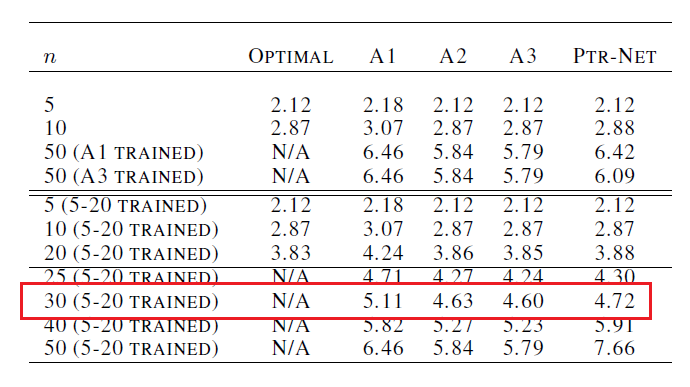 n OPTIMAL A1 A2 A3 PTR-NET
5 2.12 2.18 2.12 2.12 2.12
10 2.87 3.07 2.87 2.87 2.88
50 (A1 TRAINED) N/A 6.46 5.84 5.79 6.42
50 (A3 TRAINED) N/A 6.46 5.84 5.79 6.09
5 (5-20 TRAINED) 2.12 2.18 2.12 2.12 2.12
10 (5-20 TRAINED) 2.87 3.07 2.87 2.87 2.87
20 (5-20 TRAINED) 3.83 4.24 3.86 3.85 3.88
25 (5-20 TRAINED) N/A 4.71 4.27 4.24 4.30
30 (5-20 TRAINED) N/A 5.11 4.63 4.60 4.72
40 (5-20 TRAINED) N/A 5.82 5.27 5.23 5.91
50 (5-20 TRAINED) N/A 6.46 5.84 5.79 7.66